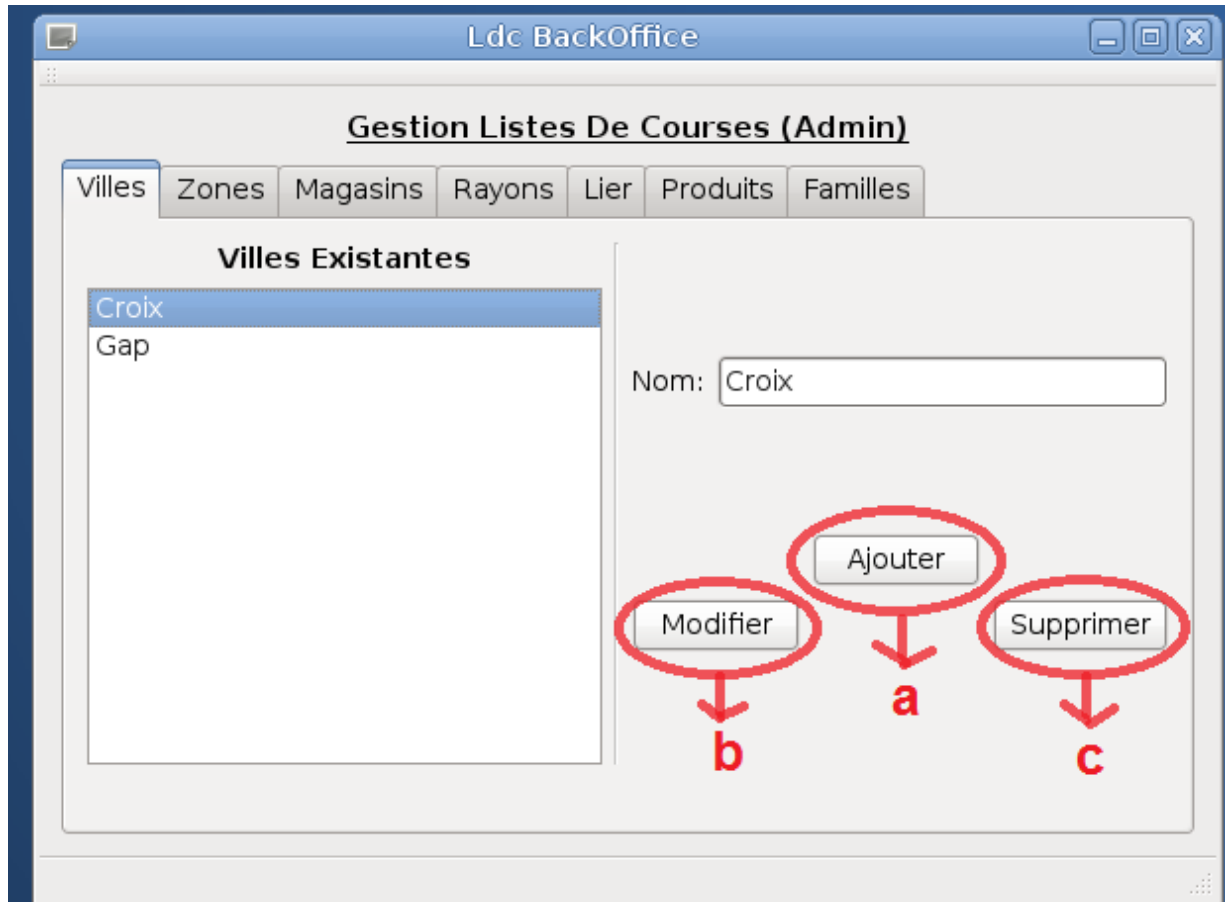 Ldc BackOffice
Gestion Listes De Courses (Admin)
Villes Zones Magasins Rayons Lier Produits Familles
Villes Existantes
Croix
Gap
Nom: Croix
Ajouter
Modifier
Supprimer
a
b
c